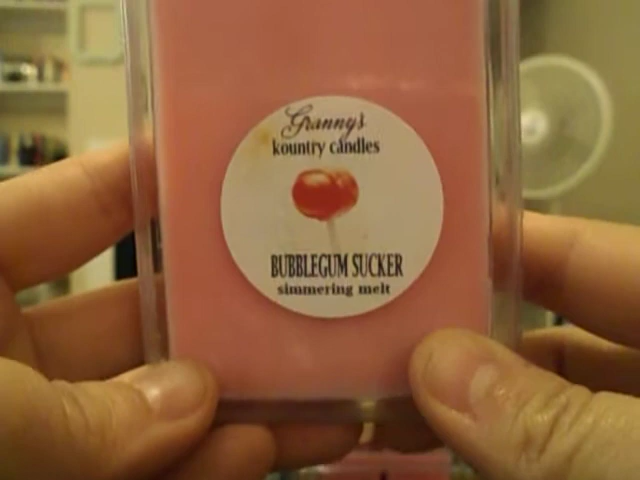 Granny's
kountry candles
BUBBLEGUM SUCKER
simmering melt